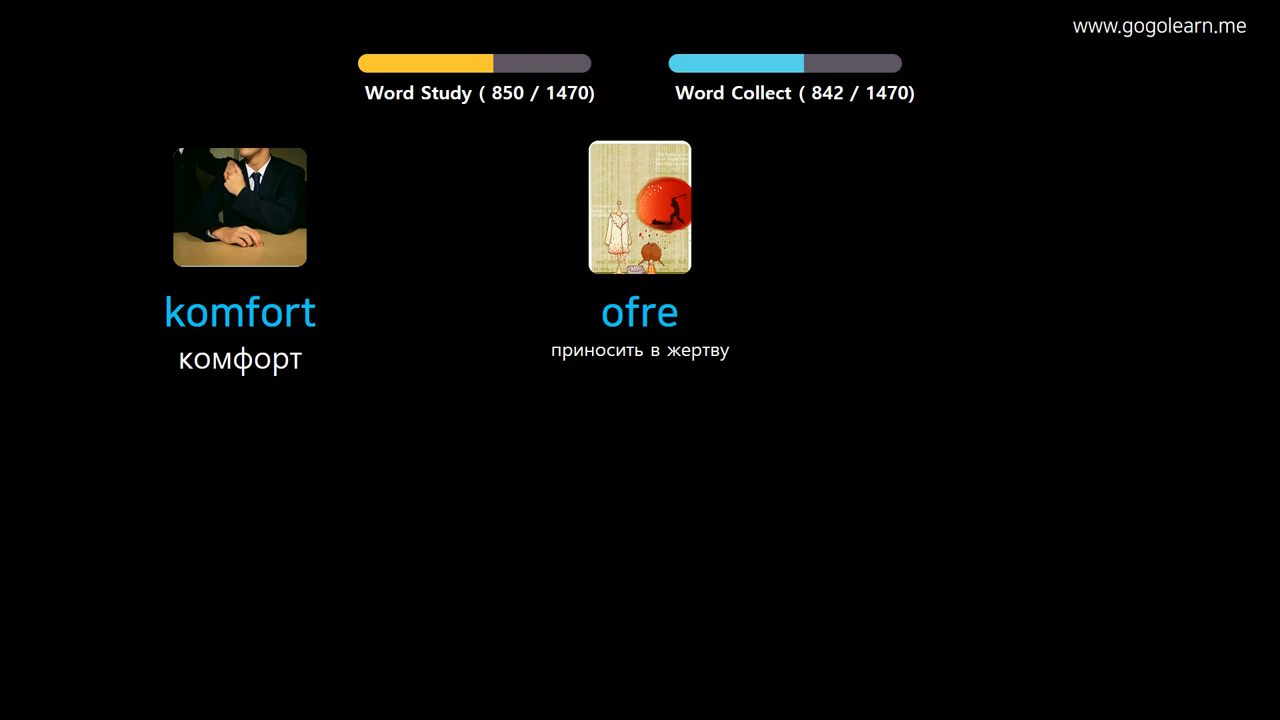 www.gogolearn.me
Word Study ( 850 / 1470)
Word Collect ( 842 / 1470)
komfort
комфорт
ofre
приносить в жертву